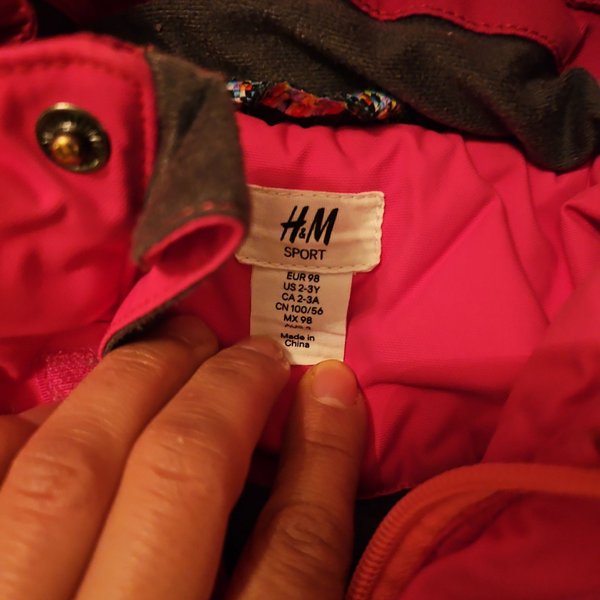 H&M
SPORT
EUR 98
US 2-3Y
CA 2-3A
CN 100/56
MX 98
Made in
China